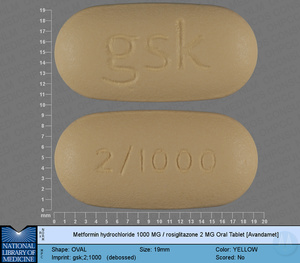 gsk
2/1000
Metformin hydrochloride 1000 MG / rosiglitazone 2 MG Oral Tablet [Avandamet]
NATIONAL
LIBRARY OF
MEDICINE
Shape: OVAL Size: 19mm Color: YELLOW
Imprint: gsk;2;1000 (debossed) Scored: No